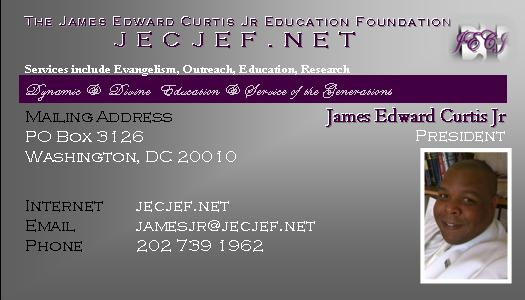 The James Edward Curtis Jr Education Foundation
JECJEF.NET
JECJ
Services include Evangelism, Outreach, Education, Research
Dynamic & Divine Education & Service of the Generations
Mailing Address
James Edward Curtis Jr
PO Box 3126
President
Washington, DC 20010
Internet jecjef.net
Email jamesjr@jecjef.net
Phone 202 739 1962